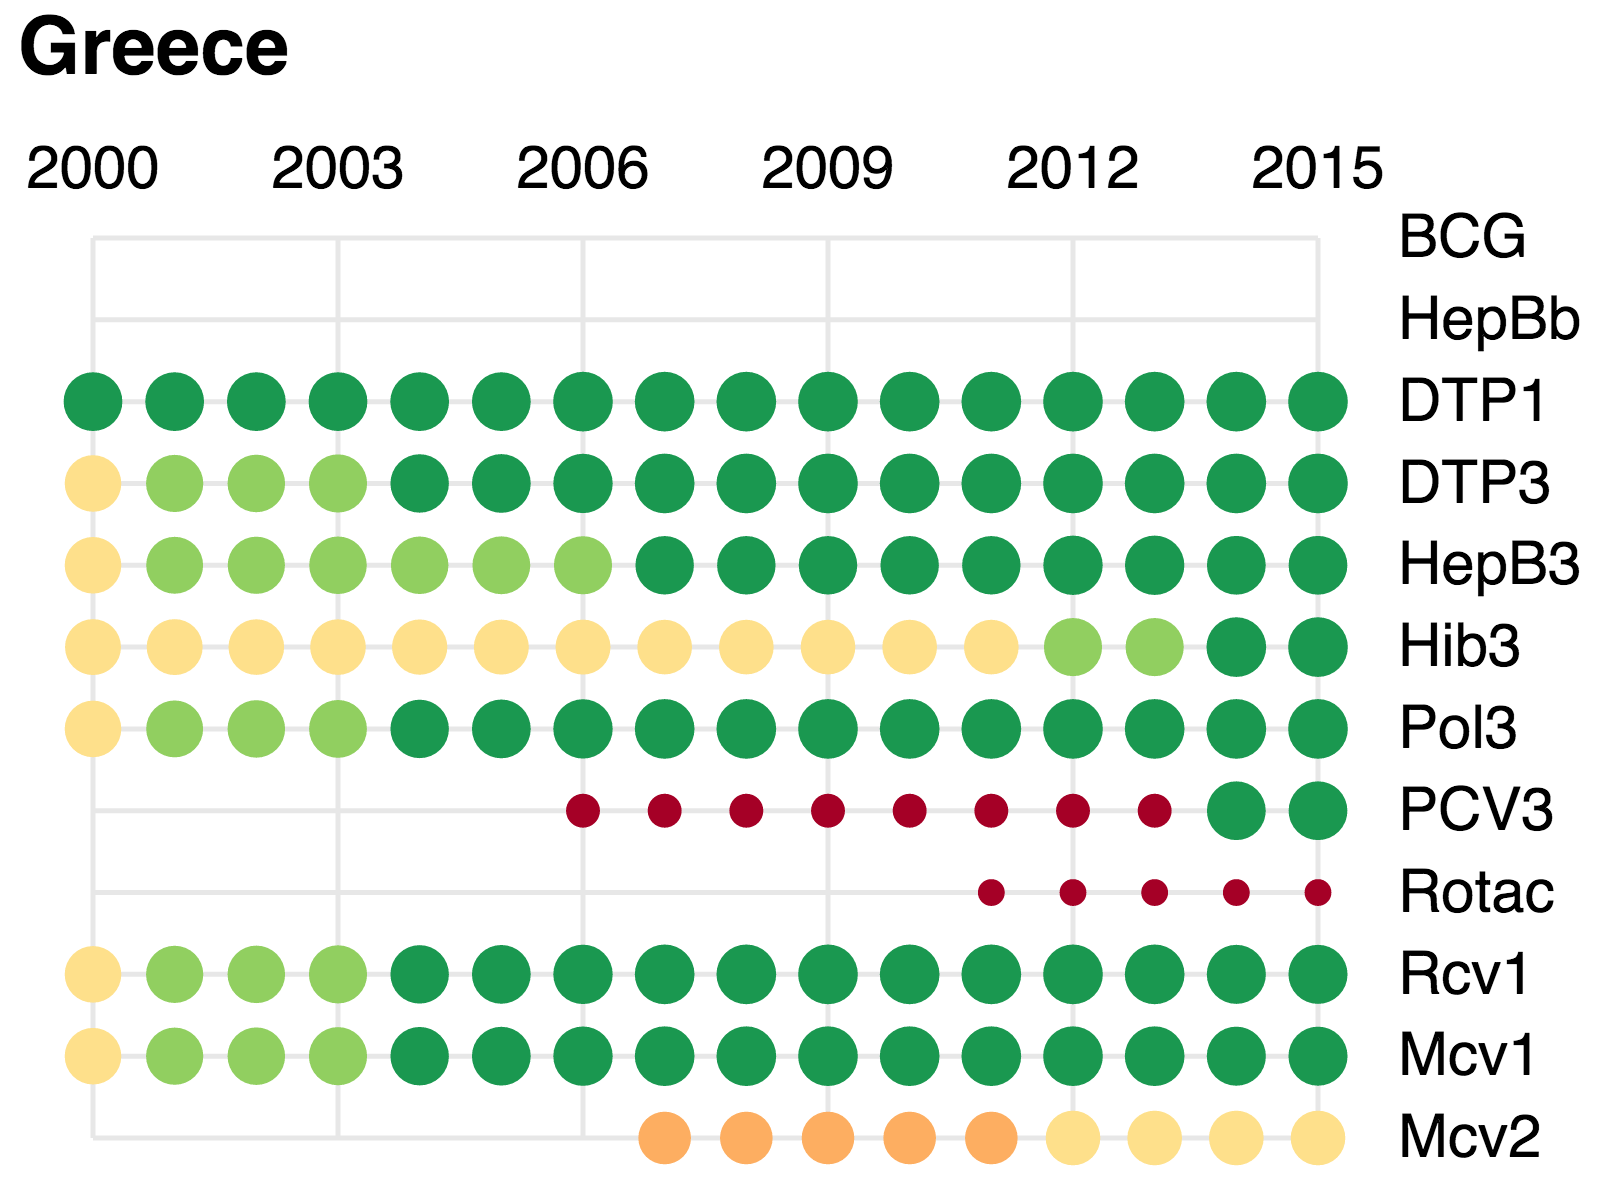 Greece
2000 2003 2006 2009 2012 2015
BCG
HepBb
DTP1
DTP3
HepB3
Hib3
Pol3
PCV3
Rotac
Rcv1
Mcv1
Mcv2